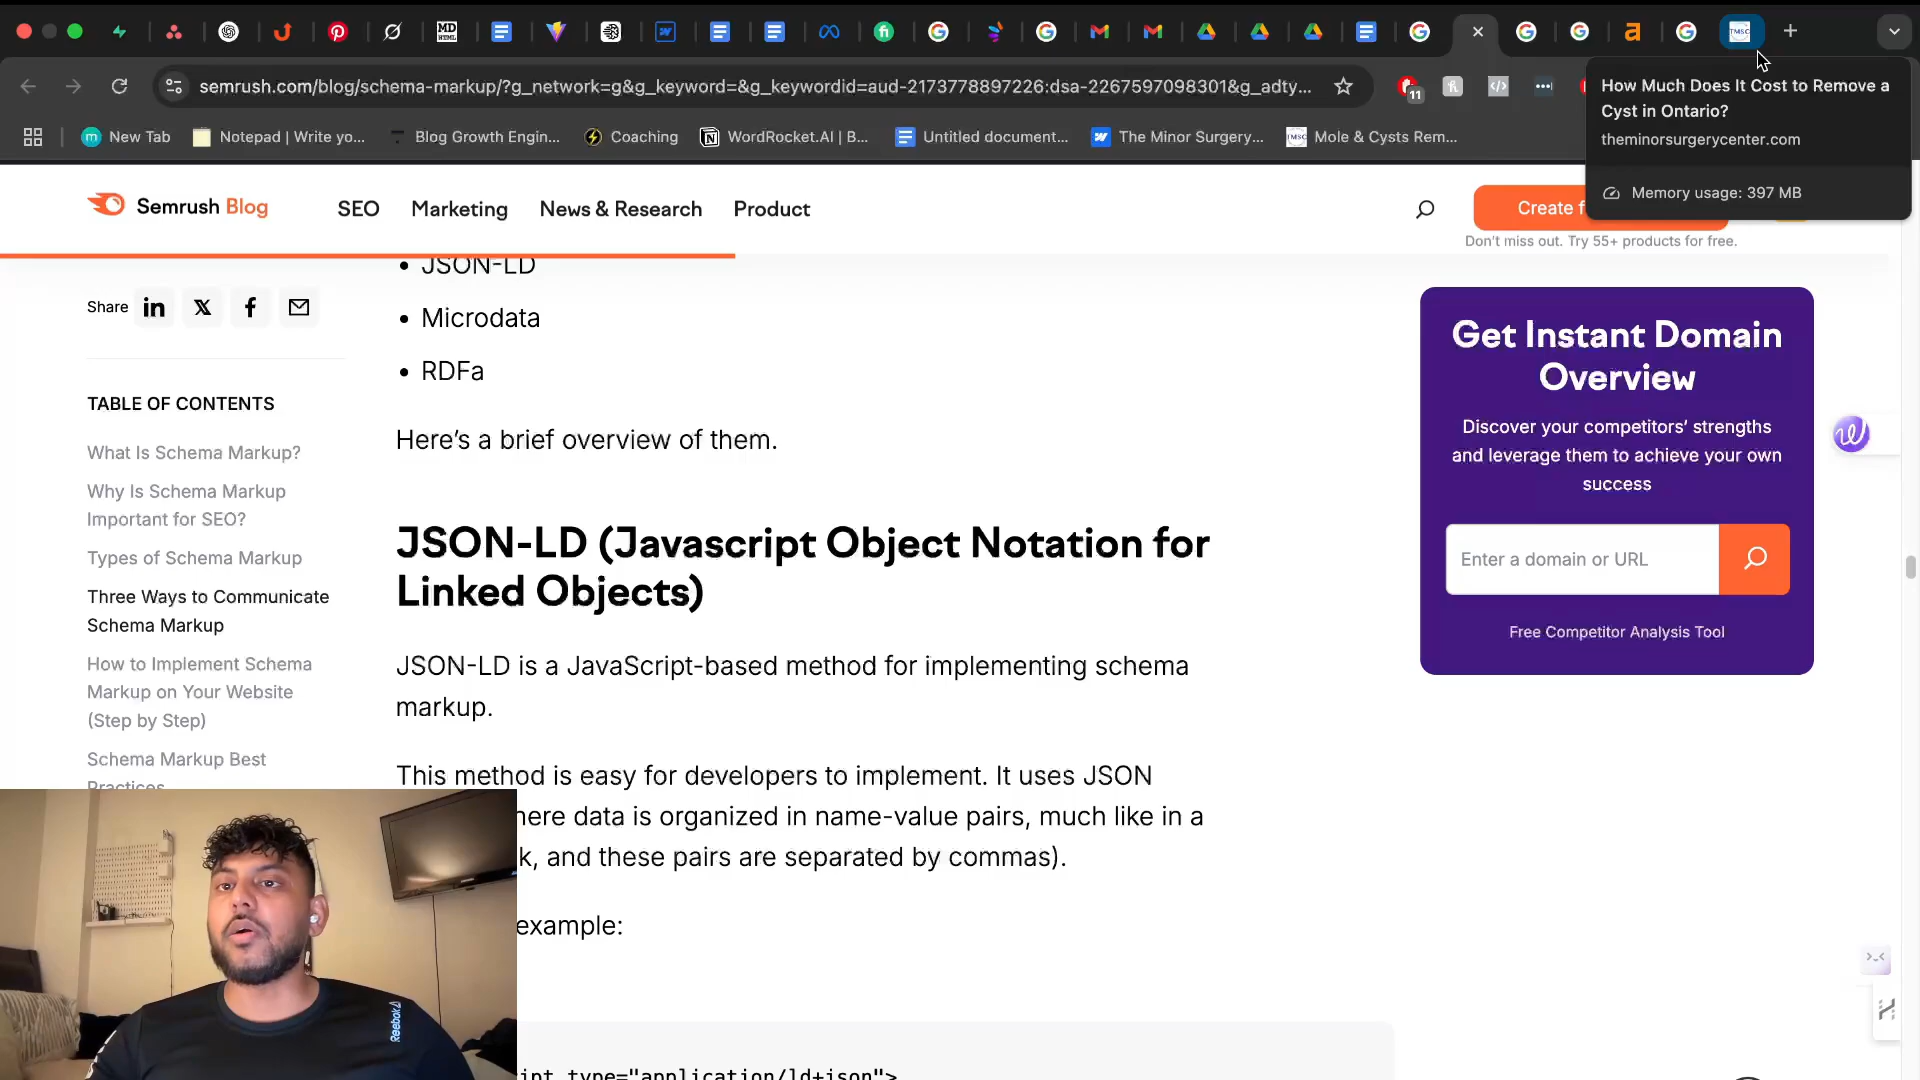 semrush.com/blog/schema-markup/?g_network=g&g_keyword=&g_keywordid=aud-2173778897226:dsa-2267597098301&g_adty...
11
How Much Does It Cost to Remove a
Cyst in Ontario?
theminorsurgerycenter.com
Memory usage: 397 MB
New Tab
Notepad | Write yo...
Blog Growth Engin...
Coaching
WordRocket.AI | B...
Untitled document...
The Minor Surgery...
Mole & Cysts Rem...
Semrush Blog
SEO
Marketing
News & Research
Product
Create f
Don't miss out. Try 55+ products for free.
Share
TABLE OF CONTENTS
What Is Schema Markup?
Why Is Schema Markup
Important for SEO?
Types of Schema Markup
Three Ways to Communicate
Schema Markup
How to Implement Schema
Markup on Your Website
(Step by Step)
Schema Markup Best
Practices
• JSON-LD
• Microdata
• RDFa
Here’s a brief overview of them.
JSON-LD (Javascript Object Notation for
Linked Objects)
JSON-LD is a JavaScript-based method for implementing schema
markup.
This method is easy for developers to implement. It uses JSON
here data is organized in name-value pairs, much like in a
k, and these pairs are separated by commas).
example:
ipt type="application/ld+json">
Get Instant Domain
Overview
Discover your competitors’ strengths
and leverage them to achieve your own
success
Enter a domain or URL
Free Competitor Analysis Tool
Reebok